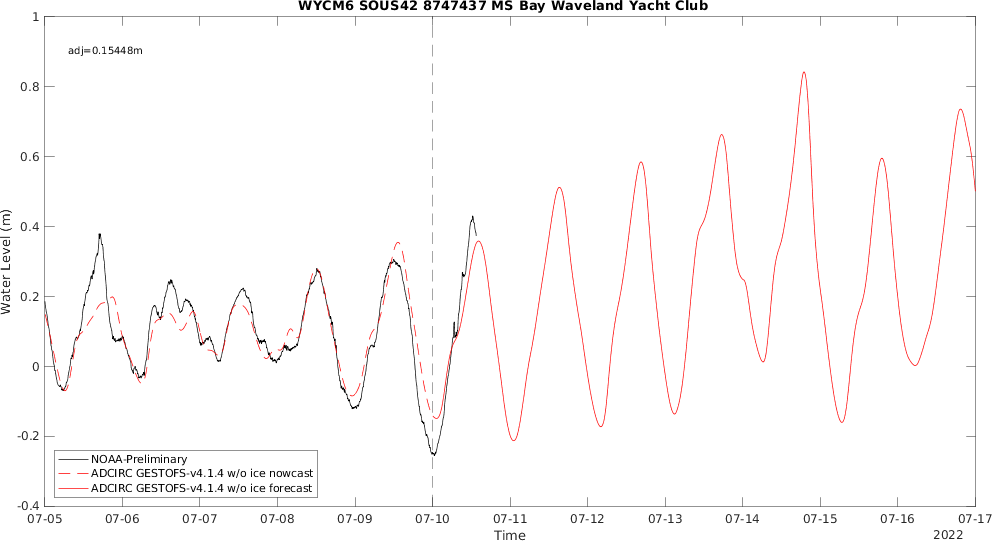 WYCM6 SOUS42 8747437 MS Bay Waveland Yacht Club
adj=0.15448m
Water Level (m)
1
0.8
0.6
0.4
0.2
0
-0.2
-0.4
NOAA-Preliminary
ADCIRC GESTOFS-v4.1.4 w/o ice nowcast
ADCIRC GESTOFS-v4.1.4 w/o ice forecast
07-05 07-06 07-07 07-08 07-09 07-10 07-11 07-12 07-13 07-14 07-15 07-16 07-17
Time
2022